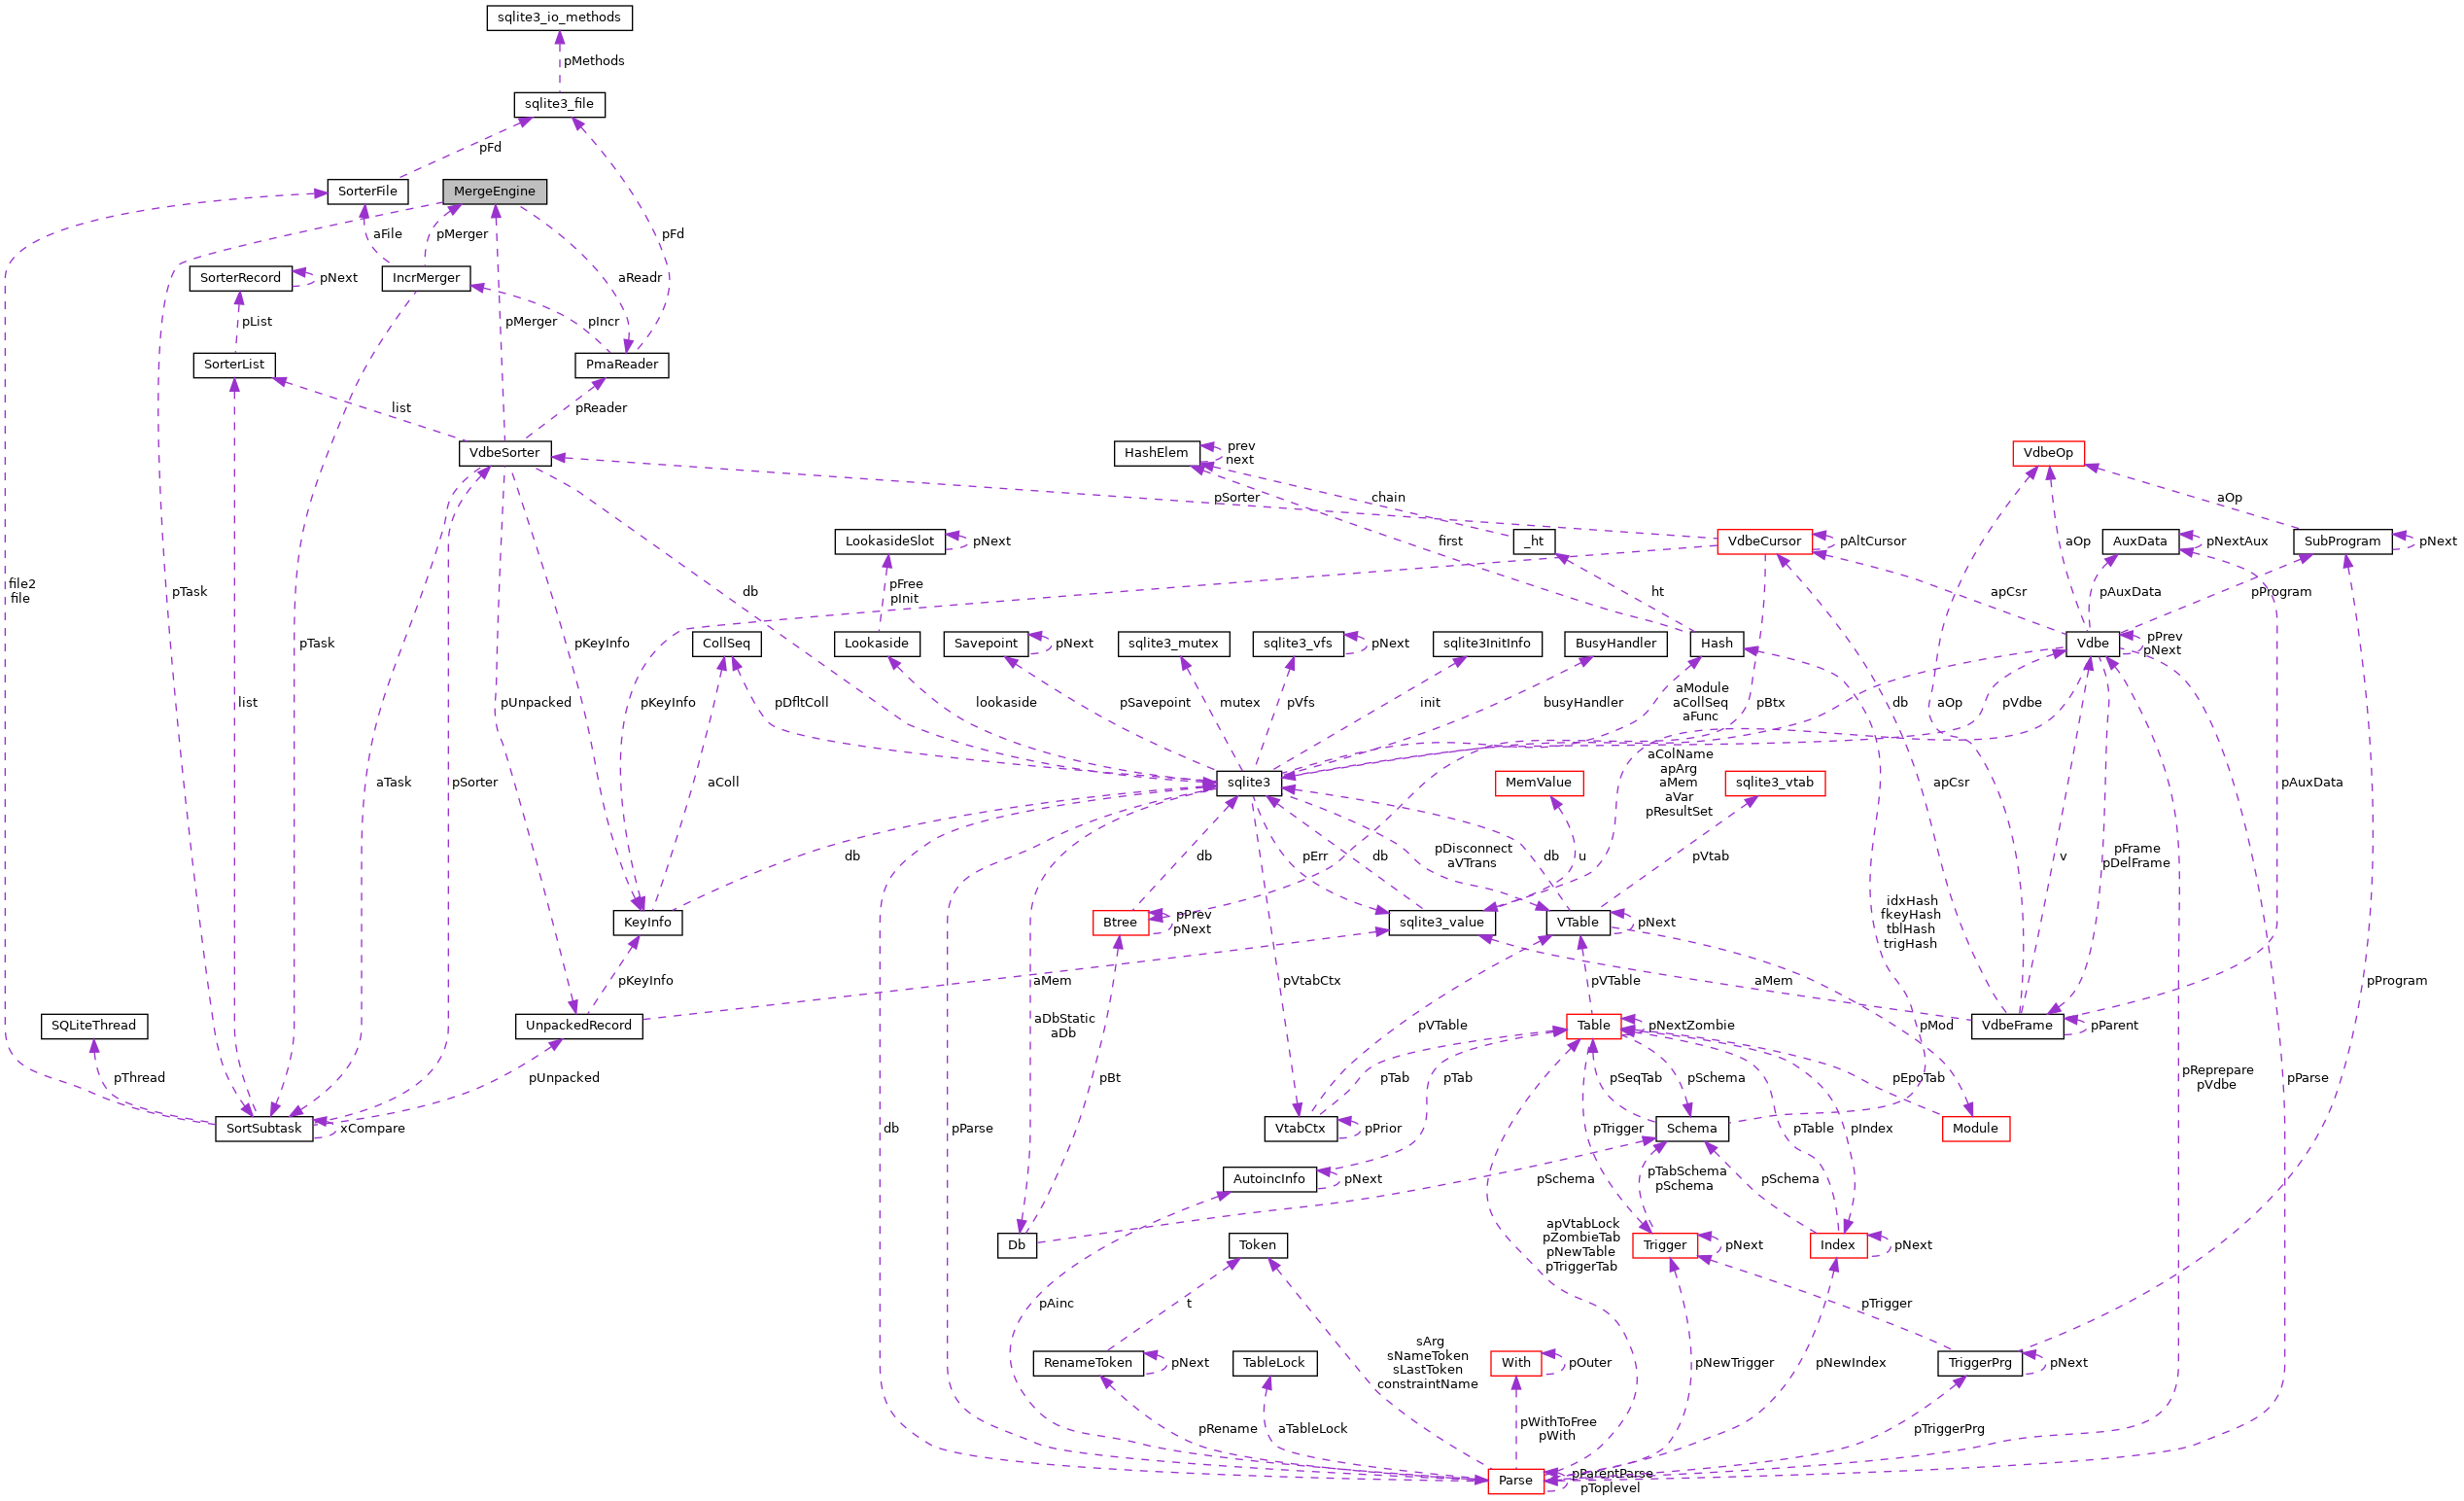 sqlite3_io_methods
pMethods
sqlite3_file
pFd
SorterFile
MergeEngine
aFile
pMerger
pFd
SorterRecord
pNext
IncrMerger
aReadr
pList
pMerger
pIncr
SorterList
PmaReader
list
pReader
VdbeSorter
HashElem
prev
next
VdbeOp
pSorter
chain
aOp
LookasideSlot
pNext
first
_ht
VdbeCursor
pAltCursor
aOp
AuxData
pNextAux
SubProgram
pNext
file2
file
pTask
db
pFree
pInit
ht
apCsr
pAuxData
pProgram
pTask
pKeyInfo
CollSeq
Lookaside
Savepoint
pNext
sqlite3_mutex
sqlite3_vfs
pNext
sqlite3InitInfo
BusyHandler
Hash
Vdbe
pPrev
pNext
list
pUnpacked
pKeyInfo
pDfltColl
lookaside
pSavepoint
mutex
pVfs
init
busyHandler
aModule
aCollSeq
aFunc
pBtx
db
aOp
pVdbe
aTask
pSorter
aColl
sqlite3
MemValue
aColName
apArg
aMem
aVar
pResultSet
sqlite3_vtab
apCsr
pAuxData
db
db
pErr
db
pDisconnect
aVTrans
db
u
pVtab
pFrame
pDelFrame
v
KeyInfo
Btree
pPrev
pNext
sqlite3_value
VTable
pNext
idxHash
fkeyHash
tblHash
trigHash
pKeyInfo
aMem
pVtabCtx
pVTable
aMem
pProgram
SQLiteThread
UnpackedRecord
aDbStatic
aDb
pVTable
Table
pNextZombie
pMod
VdbeFrame
pParent
pThread
pUnpacked
pBt
pTab
pTab
pSeqTab
pSchema
pEpoTab
pReprepare
pVdbe
pParse
SortSubtask
xCompare
db
pParse
VtabCtx
pPrior
pTrigger
Schema
pTable
pIndex
Module
AutoincInfo
pNext
pSchema
pTabSchema
pSchema
pSchema
Db
Token
apVtabLock
pZombieTab
pNewTable
pTriggerTab
Trigger
pNext
Index
pNext
pAinc
t
pTrigger
RenameToken
pNext
TableLock
sArg
sNameToken
sLastToken
constraintName
With
pOuter
pNewTrigger
pNewIndex
TriggerPrg
pNext
pRename
aTableLock
pWithToFree
pWith
pTriggerPrg
Parse
pParentParse
pToplevel